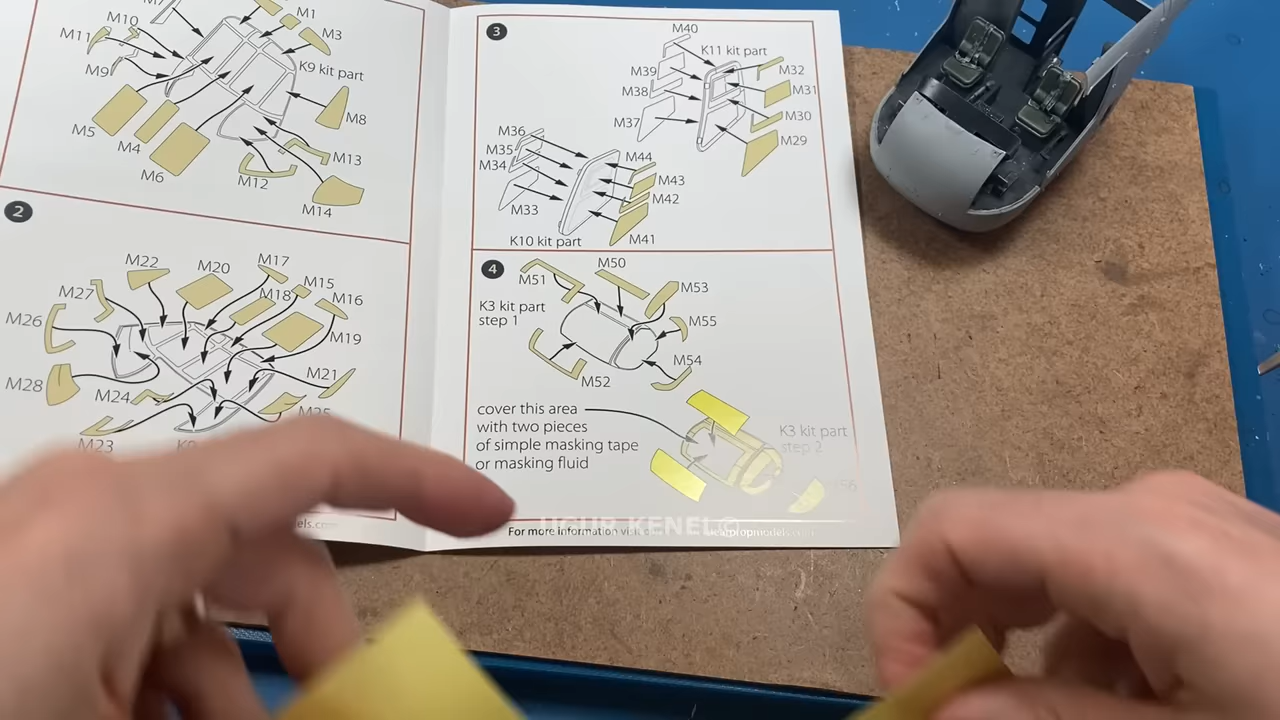 M7
M1
M10
M11
M3
K9 kit part
M9
M5
M8
M4
M13
M6
M12
M14
2
M22
M20
M17
M15
M27
M18
M16
M26
M19
M28
M21
M24
M25
M23
3
M40
K11 kit part
M39
M32
M38
M31
M37
M30
M29
M36
M35
M34
M44
M43
M42
M33
M41
K10 kit part
4
M51
M50
M53
K3 kit part
step 1
M55
M54
M52
cover this area
with two pieces
of simple masking tape
or masking fluid
K3 kit part
step 2
For more information visit
UGUR KENEL©